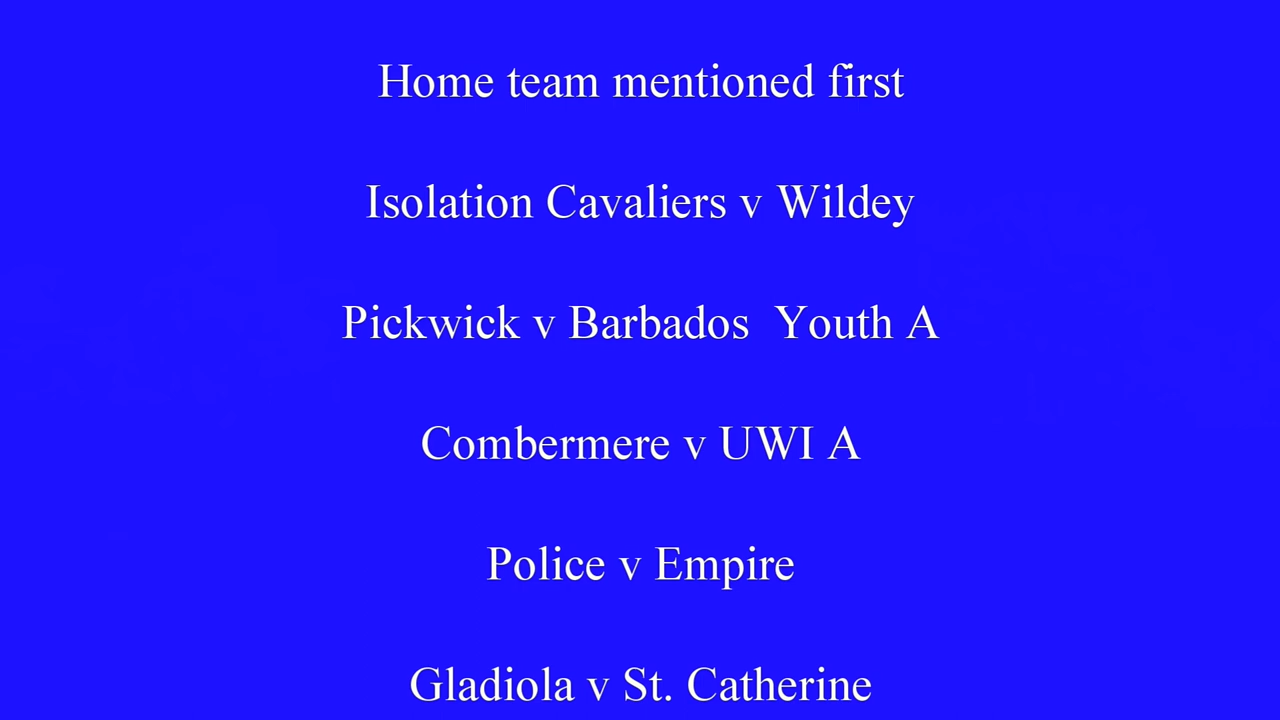 Home team mentioned first
Isolation Cavaliers v Wildey
Pickwick v Barbados  Youth A
Combermere v UWI A
Police v Empire
Gladiola v St. Catherine